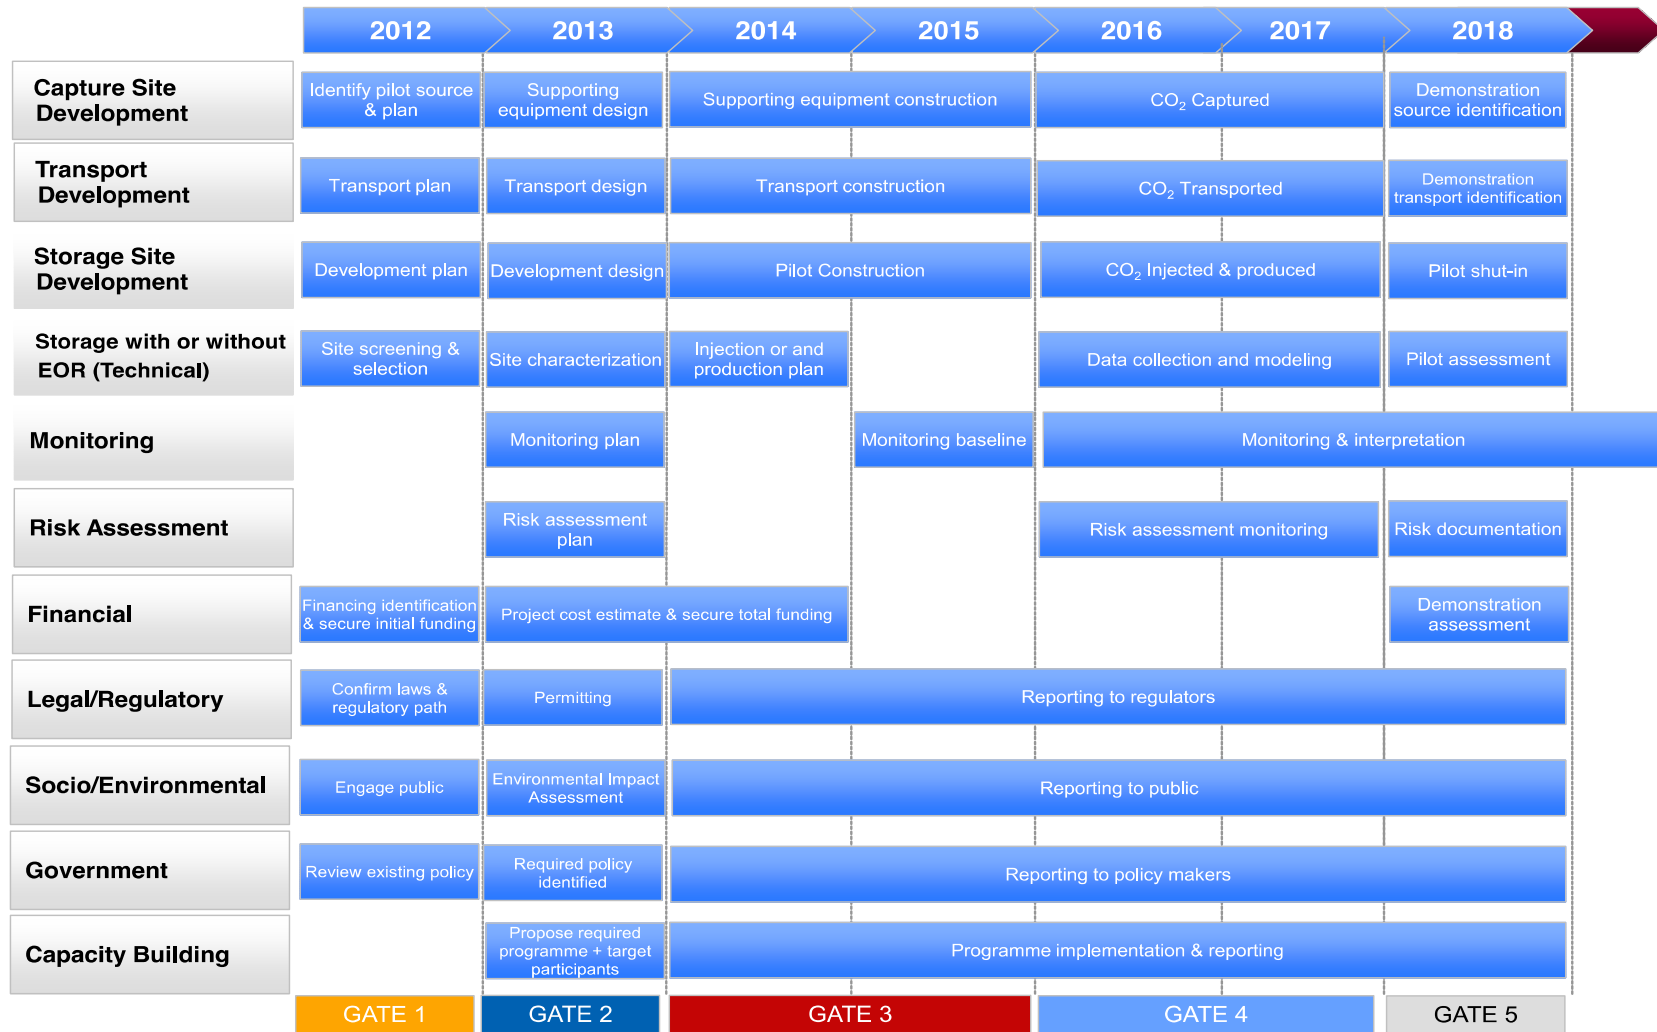 2012 2013 2014 2015 2016 2017 2018
Capture Site
Development
Identify pilot source
& plan
Supporting
equipment design
Supporting equipment construction
CO₂ Captured
Demonstration
source identification
Transport
Development
Transport plan
Transport design
Transport construction
CO₂ Transported
Demonstration
transport identification
Storage Site
Development
Development plan
Development design
Pilot Construction
CO₂ Injected & produced
Pilot shut-in
Storage with or without
EOR (Technical)
Site screening &
selection
Site characterization
Injection or and
production plan
Data collection and modeling
Pilot assessment
Monitoring
Monitoring plan
Monitoring baseline
Monitoring & interpretation
Risk Assessment
Risk assessment
plan
Risk assessment monitoring
Risk documentation
Financial
Financing identification
& secure initial funding
Project cost estimate & secure total funding
Demonstration
assessment
Legal/Regulatory
Confirm laws &
regulatory path
Permitting
Reporting to regulators
Socio/Environmental
Engage public
Environmental Impact
Assessment
Reporting to public
Government
Review existing policy
Required policy
identified
Reporting to policy makers
Capacity Building
Propose required
programme + target
participants
Programme implementation & reporting
GATE 1 GATE 2 GATE 3 GATE 4 GATE 5